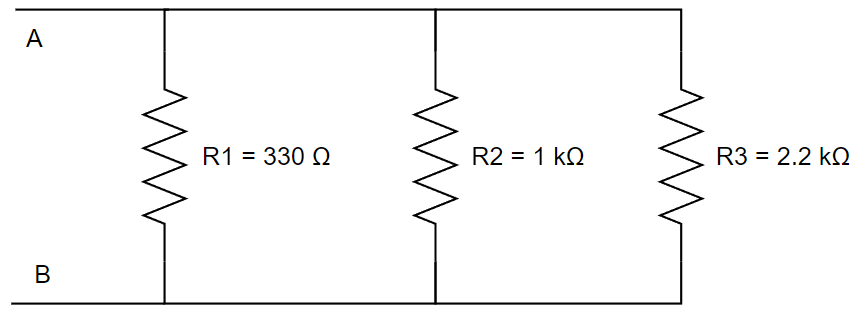 A
R1 = 330 Ω
R2 = 1 kΩ
R3 = 2.2 kΩ
B